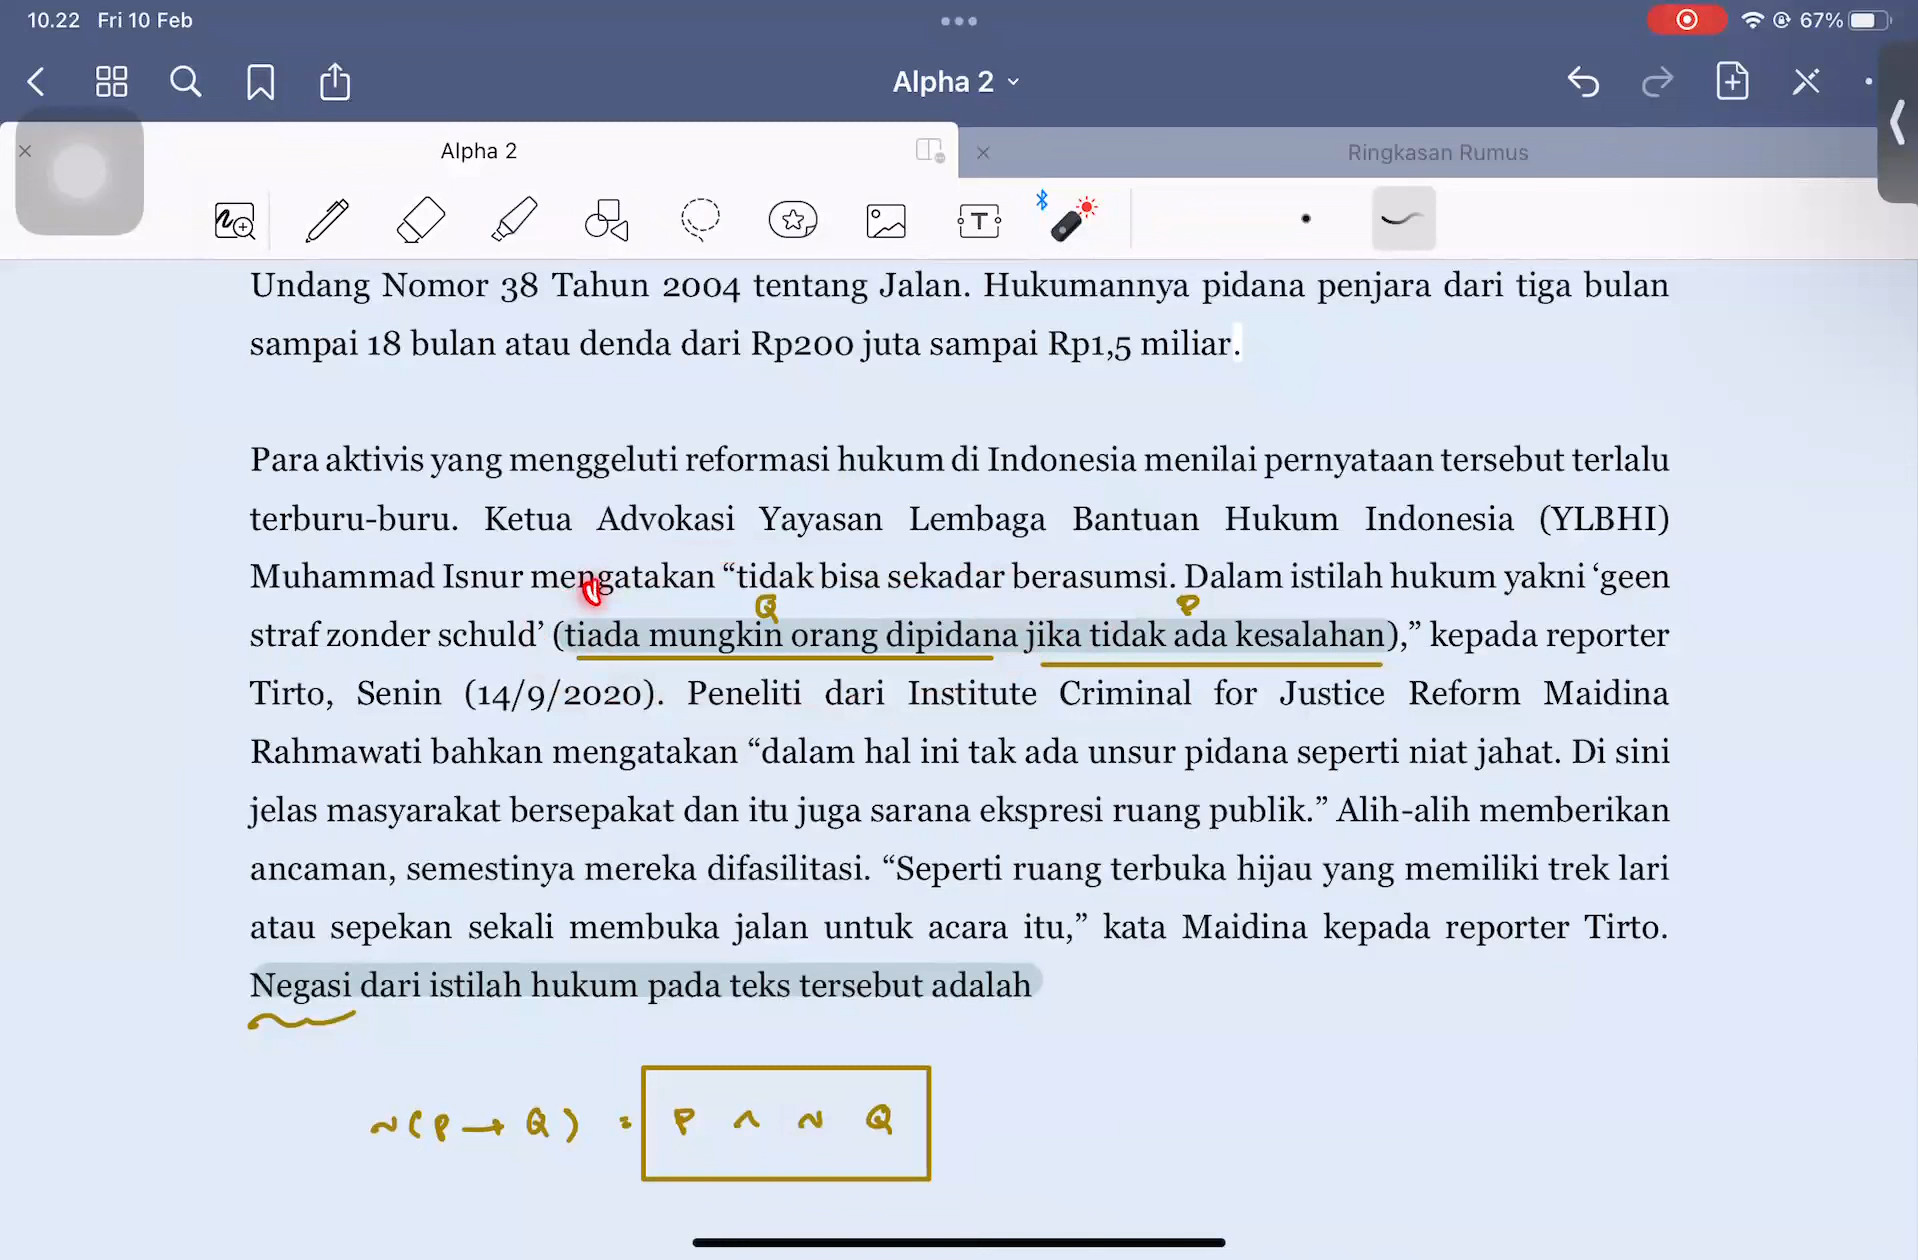 10.22 Fri 10 Feb
67%
Alpha 2
Alpha 2
Ringkasan Rumus
T
Undang Nomor 38 Tahun 2004 tentang Jalan. Hukumannya pidana penjara dari tiga bulan
sampai 18 bulan atau denda dari Rp200 juta sampai Rp1,5 miliar.
Para aktivis yang menggeluti reformasi hukum di Indonesia menilai pernyataan tersebut terlalu
terburu-buru. Ketua Advokasi Yayasan Lembaga Bantuan Hukum Indonesia (YLBHI)
Muhammad Isnur mengatakan “tidak bisa sekadar berasumsi. Dalam istilah hukum yakni ‘geen
Q P
straf zonder schuld’ (tiada mungkin orang dipidana jika tidak ada kesalahan),” kepada reporter
Tirto, Senin (14/9/2020). Peneliti dari Institute Criminal for Justice Reform Maidina
Rahmawati bahkan mengatakan “dalam hal ini tak ada unsur pidana seperti niat jahat. Di sini
jelas masyarakat bersepakat dan itu juga sarana ekspresi ruang publik.” Alih-alih memberikan
ancaman, semestinya mereka difasilitasi. “Seperti ruang terbuka hijau yang memiliki trek lari
atau sepekan sekali membuka jalan untuk acara itu,” kata Maidina kepada reporter Tirto.
Negasi dari istilah hukum pada teks tersebut adalah
~(P → Q) = P ∧ ~ Q